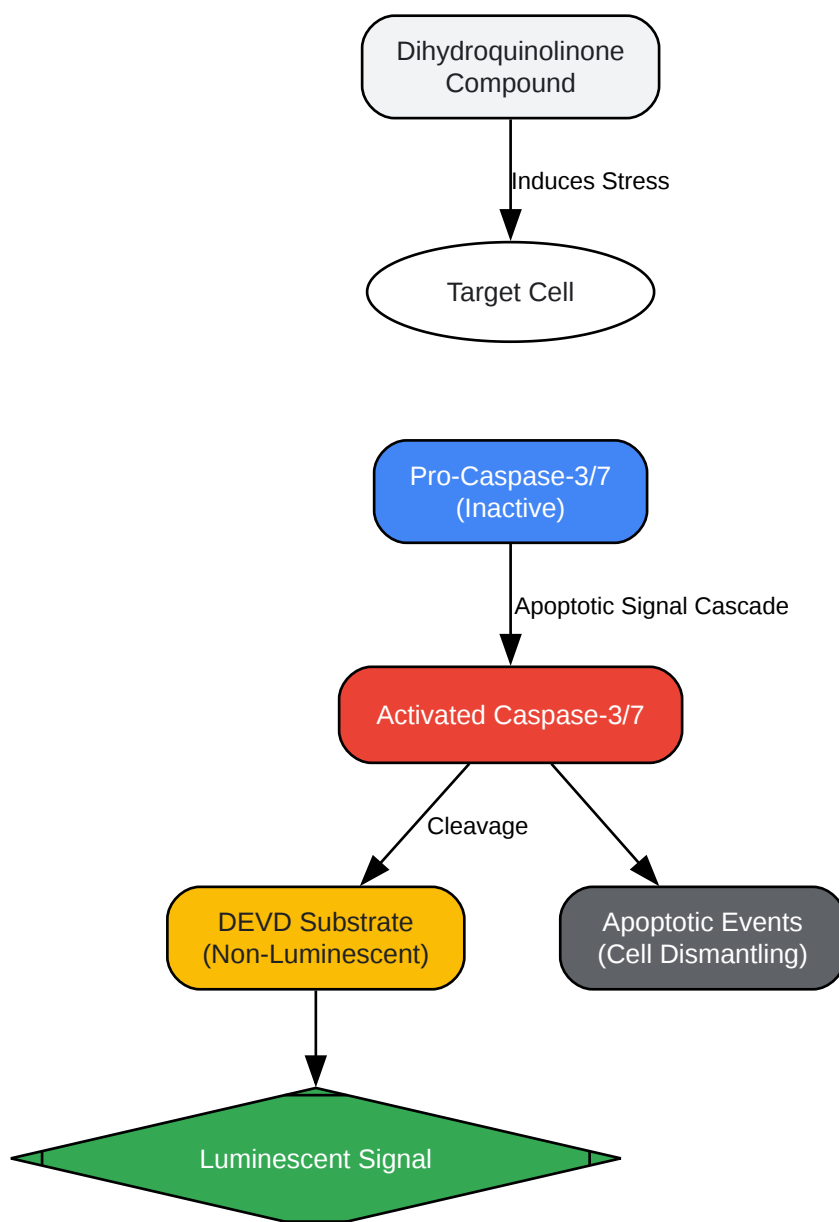 Dihydroquinolinone
Compound
Induces Stress
Target Cell
Pro-Caspase-3/7
(Inactive)
Apoptotic Signal Cascade
Activated Caspase-3/7
Cleavage
DEVD Substrate
(Non-Luminescent)
Apoptotic Events
(Cell Dismantling)
Luminescent Signal